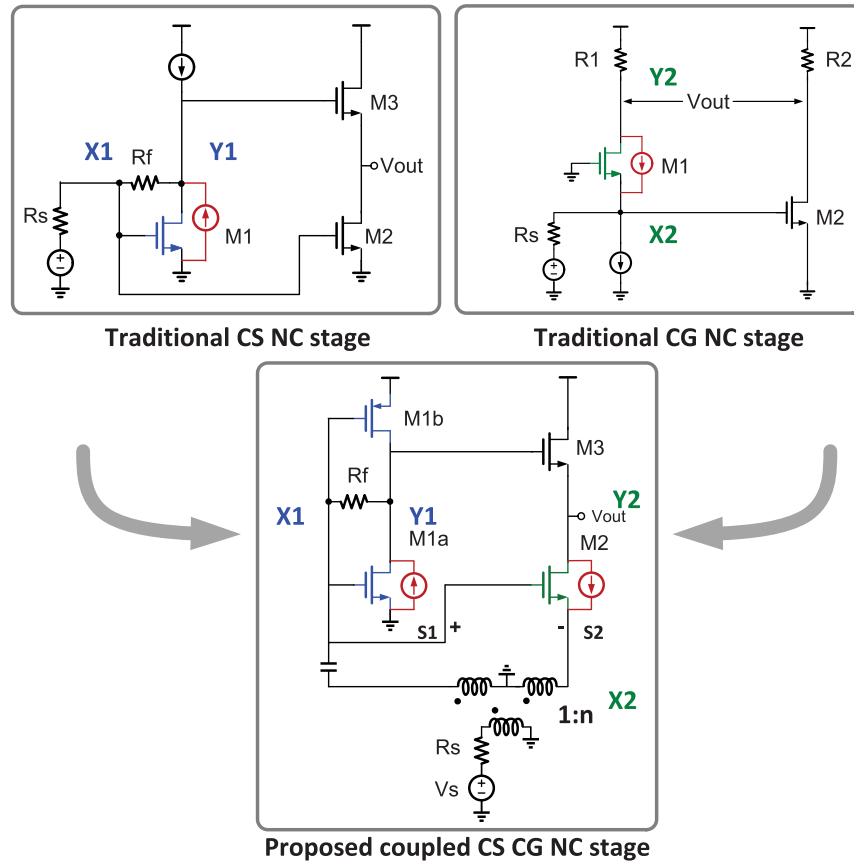 M3
X1
Rf
Y1
Vout
Rs
M1
M2
Traditional CS NC stage
R1
Y2
R2
Vout
M1
M2
X2
Rs
Traditional CG NC stage
M1b
M3
Rf
X1
Y1
Y2
Vout
M1a
M2
S1
+
-
S2
X2
1:n
Rs
Vs
Proposed coupled CS CG NC stage